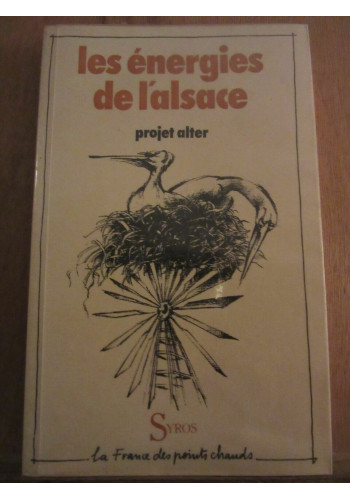 les énergies
de l'alsace
projet alter
SYROS
la France des points chauds